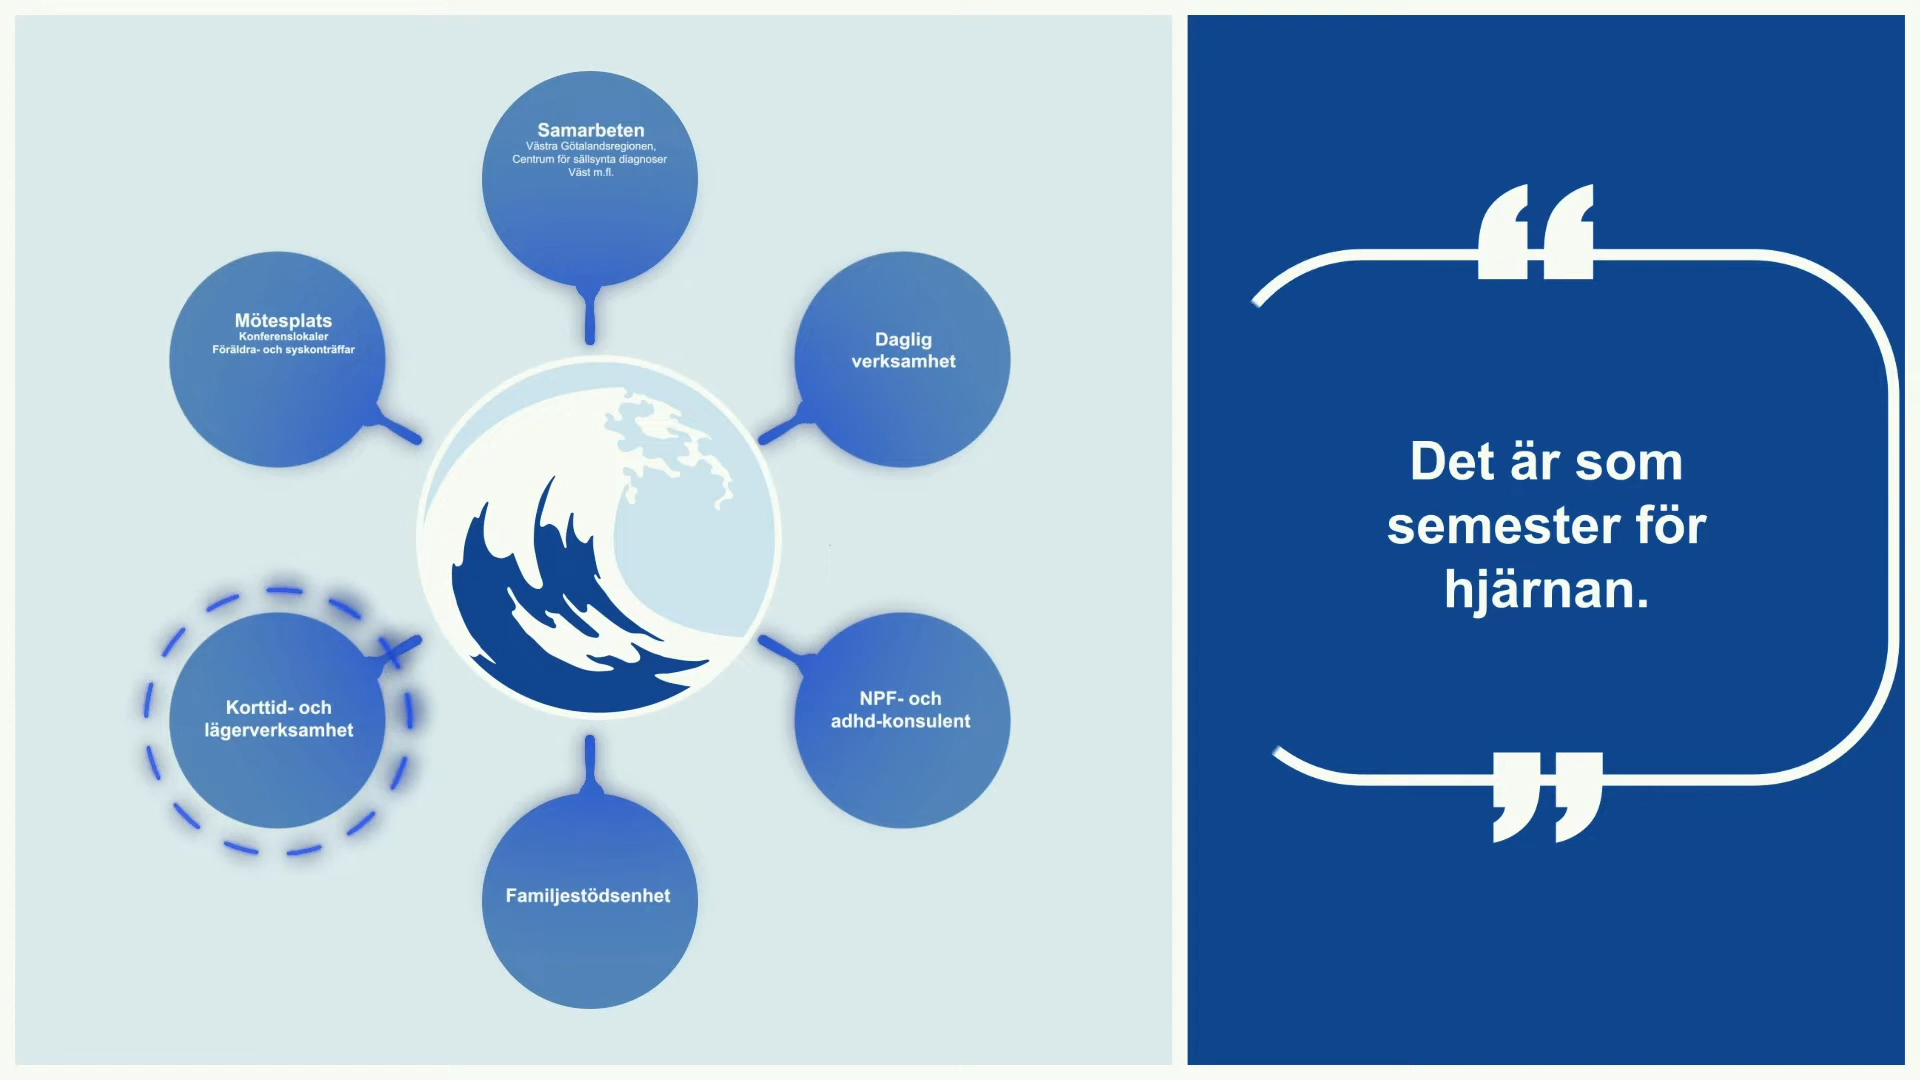 Samarbeten
Västra Götalandsregionen,
Centrum för sällsynta diagnoser
Väst m.fl.
Mötesplats
Konferenslokaler
Föräldra- och syskonträffar
Daglig
verksamhet
Korttid- och
lägerverksamhet
NPF- och
adhd-konsulent
Familjestödsenhet
“
Det är som
semester för
hjärnan.
”